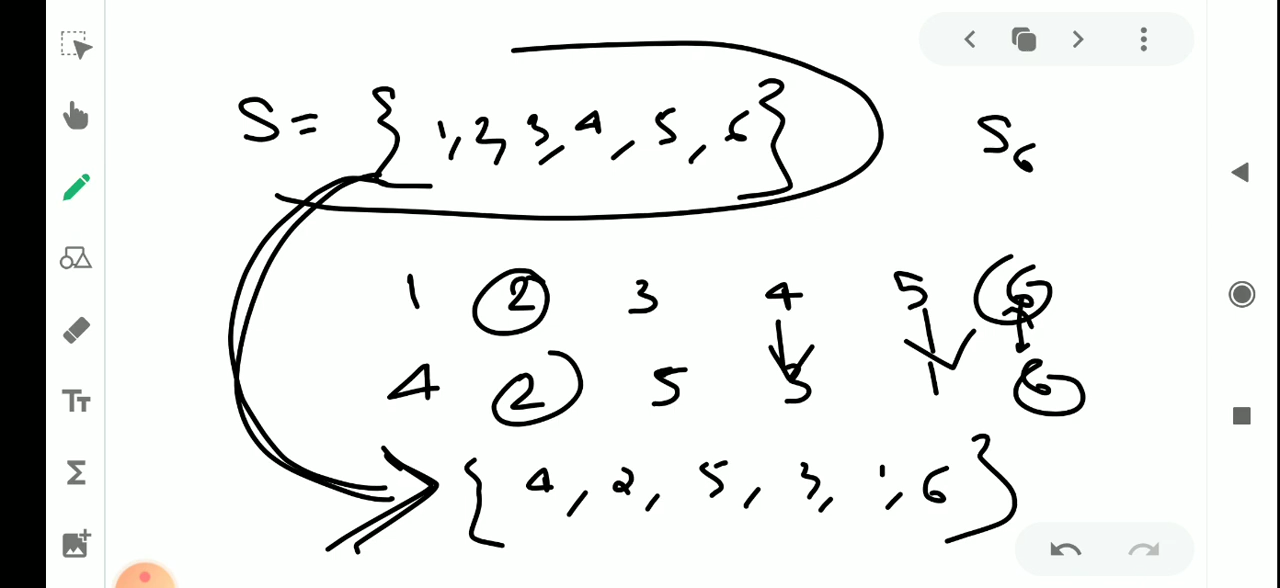 S = { 1, 2, 3, 4, 5, 6 } S6
1 2 3 4 5 6
4 2 5 3 1 6
{ 4, 2, 5, 3, 1, 6 }
TT
Σ